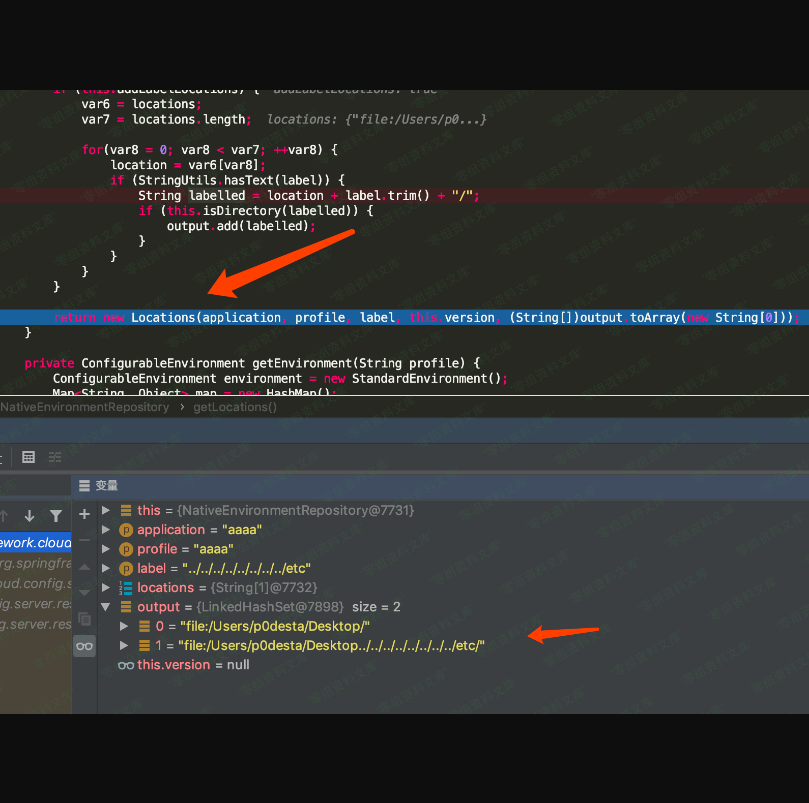 if (this.addLabelLocations) {  addLabelLocations: true
var6 = locations;
var7 = locations.length;  locations: {"file:/Users/p0...}
for(var8 = 0; var8 < var7; ++var8) {
location = var6[var8];
if (StringUtils.hasText(label)) {
String labelled = location + label.trim() + "/";
if (this.isDirectory(labelled)) {
output.add(labelled);
}
}
}
}
return new Locations(application, profile, label, this.version, (String[])output.toArray(new String[0]));
}
private ConfigurableEnvironment getEnvironment(String profile) {
ConfigurableEnvironment environment = new StandardEnvironment();
Map<String, Object> map = new HashMap();
NativeEnvironmentRepository › getLocations()
变量
this = {NativeEnvironmentRepository@7731}
application = "aaaa"
profile = "aaaa"
ework.cloud
label = "../../../../../../../../etc"
rg.springfra
locations = {String[1]@7732}
oud.config.s
output = {LinkedHashSet@7898}  size = 2
ig.server.res
0 = "file:/Users/p0desta/Desktop/"
g.server.res
1 = "file:/Users/p0desta/Desktop../../../../../../../../etc/"
this.version = null